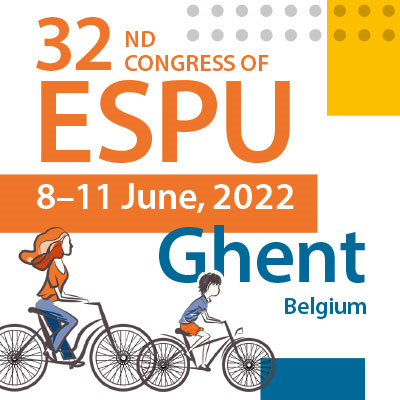 32 ND
CONGRESS OF
ESPU
8–11 June, 2022
Ghent
Belgium